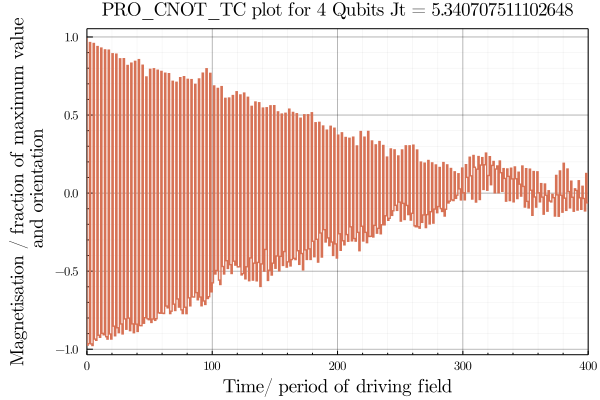 PRO_CNOT_TC plot for 4 Qubits Jt = 5.340707511102648
Magnetisation / fraction of maximum value
and orientation
1.0
0.5
0.0
−0.5
−1.0
0
100
200
300
400
Time/ period of driving field